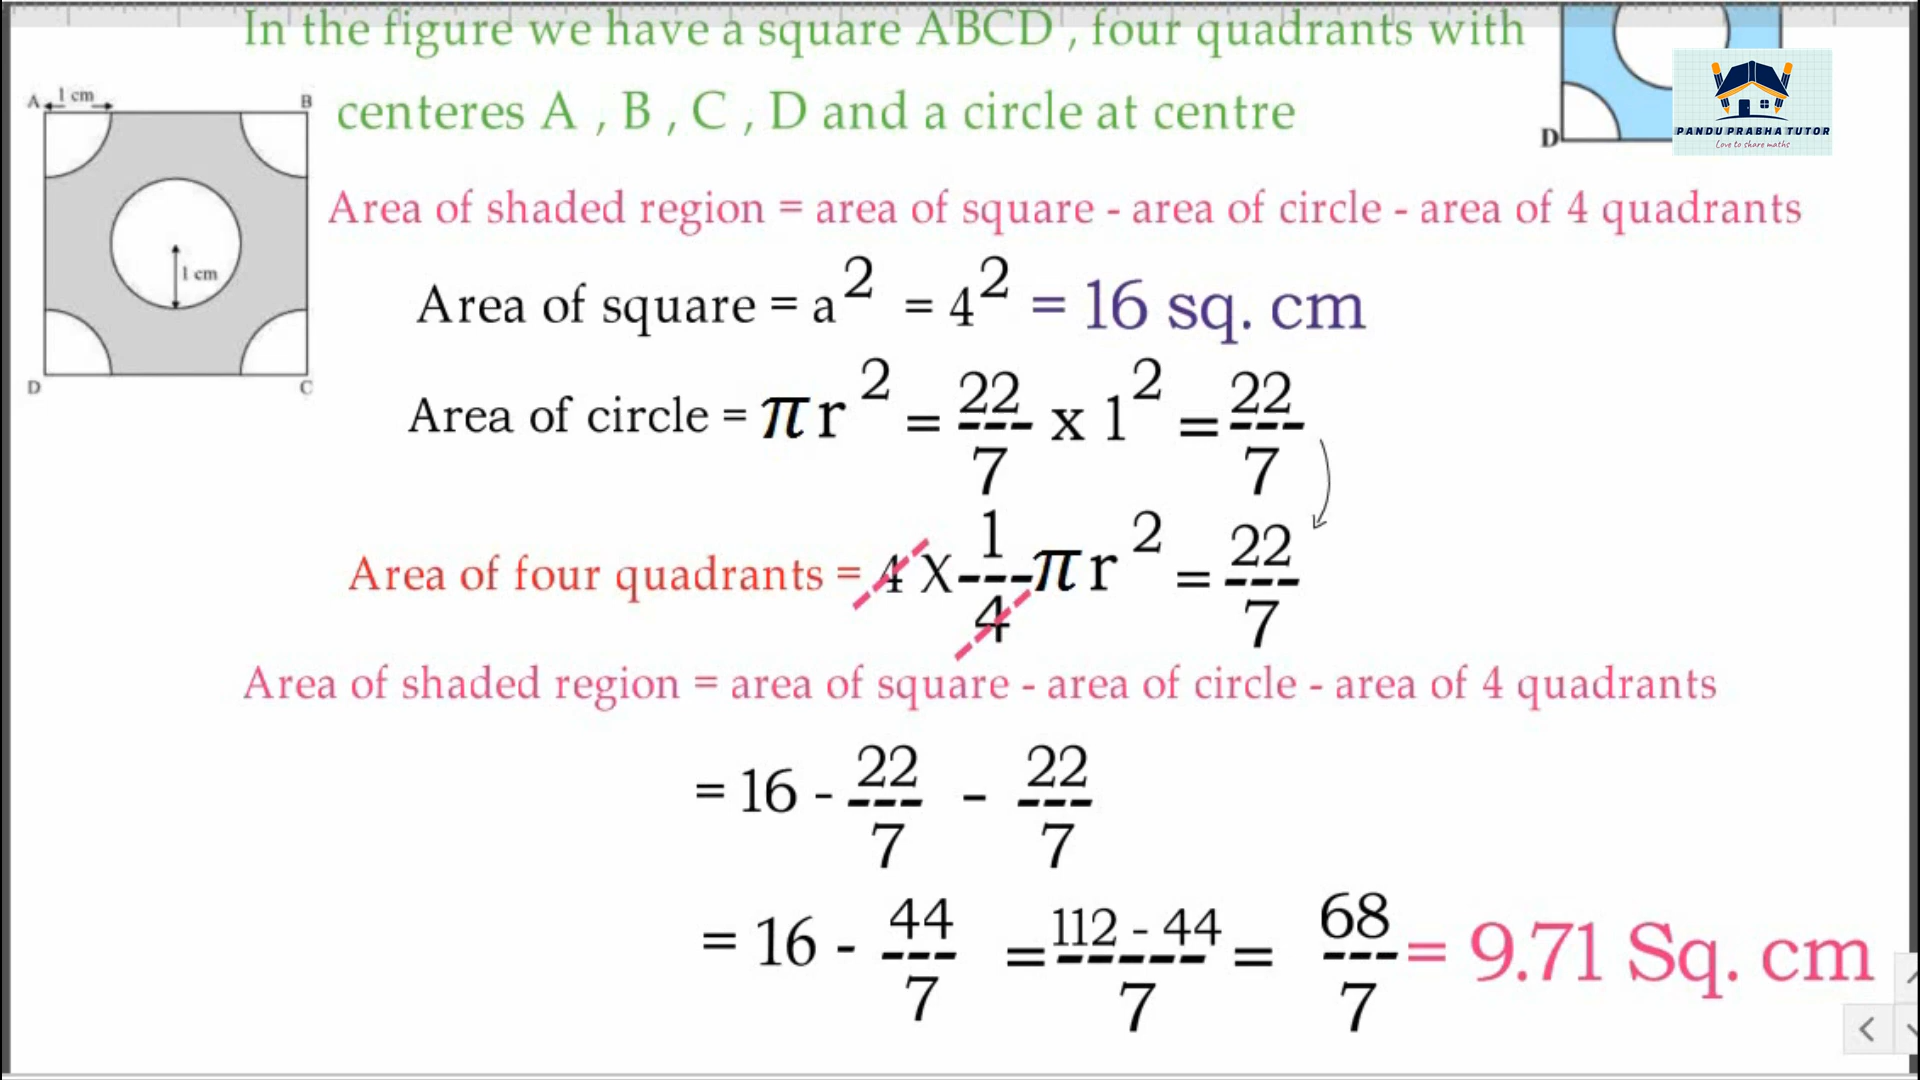 In the figure we have a square ABCD , four quadrants with
centeres A , B , C , D and a circle at centre
A 1 cm B
1 cm
D C
D
PANDU PRABHA TUTOR
Love to share maths
Area of shaded region = area of square - area of circle - area of 4 quadrants
Area of square = a² = 4² = 16 sq. cm
Area of circle = πr² = 22/7 x 1² = 22/7
Area of four quadrants = 4 X 1/4 πr² = 22/7
Area of shaded region = area of square - area of circle - area of 4 quadrants
= 16 - 22/7 - 22/7
= 16 - 44/7 = 112 - 44/7 = 68/7 = 9.71 Sq. cm